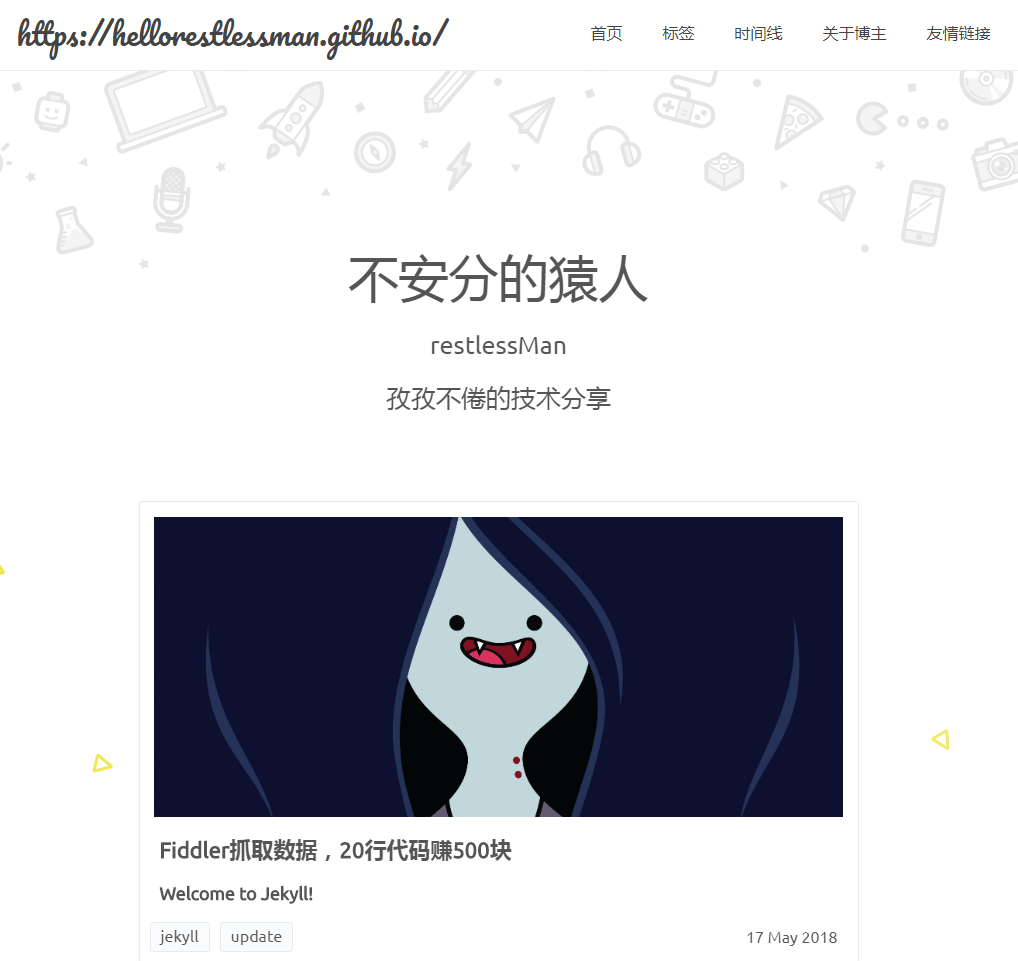 https://hellorestlessman.github.io/
首页 标签 时间线 关于博主 友情链接
不安分的猿人
restlessMan
孜孜不倦的技术分享
Fiddler抓取数据，20行代码赚500块
Welcome to Jekyll!
jekyll update 17 May 2018